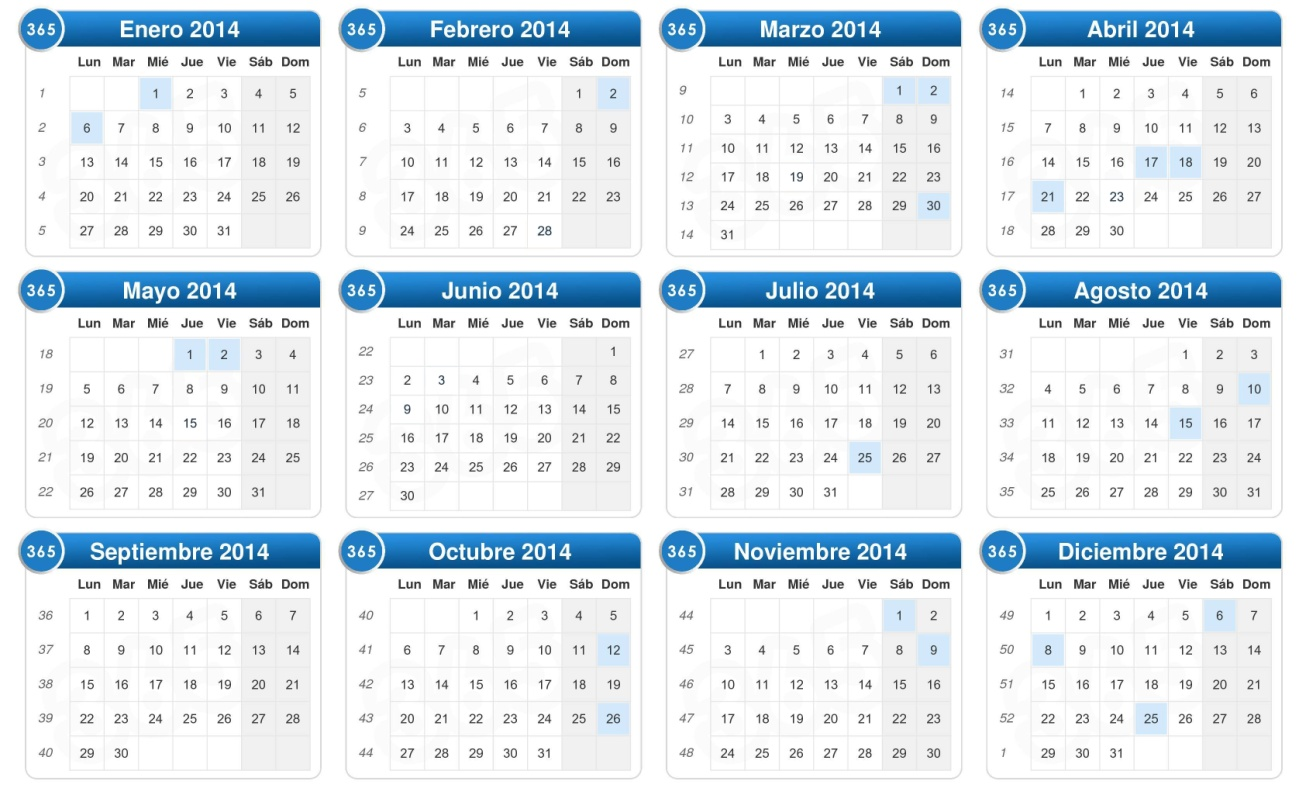 365 Enero 2014
Lun Mar Mié Jue Vie Sáb Dom
1 1 2 3 4 5
2 6 7 8 9 10 11 12
3 13 14 15 16 17 18 19
4 20 21 22 23 24 25 26
5 27 28 29 30 31
365 Febrero 2014
Lun Mar Mié Jue Vie Sáb Dom
5 1 2
6 3 4 5 6 7 8 9
7 10 11 12 13 14 15 16
8 17 18 19 20 21 22 23
9 24 25 26 27 28
365 Marzo 2014
Lun Mar Mié Jue Vie Sáb Dom
9 1 2
10 3 4 5 6 7 8 9
11 10 11 12 13 14 15 16
12 17 18 19 20 21 22 23
13 24 25 26 27 28 29 30
14 31
365 Abril 2014
Lun Mar Mié Jue Vie Sáb Dom
14 1 2 3 4 5 6
15 7 8 9 10 11 12 13
16 14 15 16 17 18 19 20
17 21 22 23 24 25 26 27
18 28 29 30
365 Mayo 2014
Lun Mar Mié Jue Vie Sáb Dom
18 1 2 3 4
19 5 6 7 8 9 10 11
20 12 13 14 15 16 17 18
21 19 20 21 22 23 24 25
22 26 27 28 29 30 31
365 Junio 2014
Lun Mar Mié Jue Vie Sáb Dom
22 1
23 2 3 4 5 6 7 8
24 9 10 11 12 13 14 15
25 16 17 18 19 20 21 22
26 23 24 25 26 27 28 29
27 30
365 Julio 2014
Lun Mar Mié Jue Vie Sáb Dom
27 1 2 3 4 5 6
28 7 8 9 10 11 12 13
29 14 15 16 17 18 19 20
30 21 22 23 24 25 26 27
31 28 29 30 31
365 Agosto 2014
Lun Mar Mié Jue Vie Sáb Dom
31 1 2 3
32 4 5 6 7 8 9 10
33 11 12 13 14 15 16 17
34 18 19 20 21 22 23 24
35 25 26 27 28 29 30 31
365 Septiembre 2014
Lun Mar Mié Jue Vie Sáb Dom
36 1 2 3 4 5 6 7
37 8 9 10 11 12 13 14
38 15 16 17 18 19 20 21
39 22 23 24 25 26 27 28
40 29 30
365 Octubre 2014
Lun Mar Mié Jue Vie Sáb Dom
40 1 2 3 4 5
41 6 7 8 9 10 11 12
42 13 14 15 16 17 18 19
43 20 21 22 23 24 25 26
44 27 28 29 30 31
365 Noviembre 2014
Lun Mar Mié Jue Vie Sáb Dom
44 1 2
45 3 4 5 6 7 8 9
46 10 11 12 13 14 15 16
47 17 18 19 20 21 22 23
48 24 25 26 27 28 29 30
365 Diciembre 2014
Lun Mar Mié Jue Vie Sáb Dom
49 1 2 3 4 5 6 7
50 8 9 10 11 12 13 14
51 15 16 17 18 19 20 21
52 22 23 24 25 26 27 28
1 29 30 31